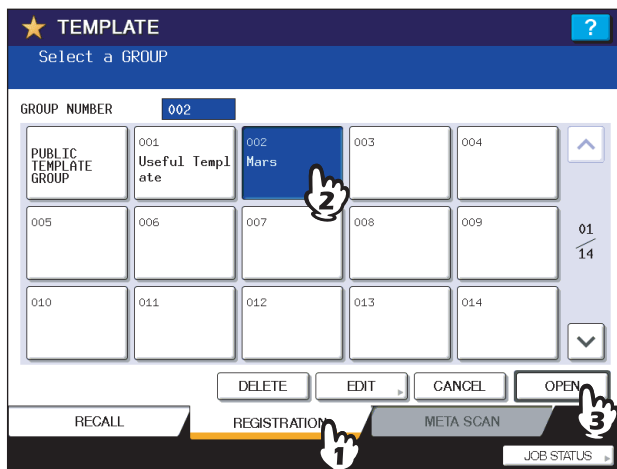 TEMPLATE
?
Select a GROUP
GROUP NUMBER 002
PUBLIC
TEMPLATE
GROUP
001
Useful Templ
ate
002
Mars
003
004
005
006
007
008
009
01
14
010
011
012
013
014
2
DELETE EDIT CANCEL OPEN
RECALL REGISTRATION META SCAN
1
3
JOB STATUS